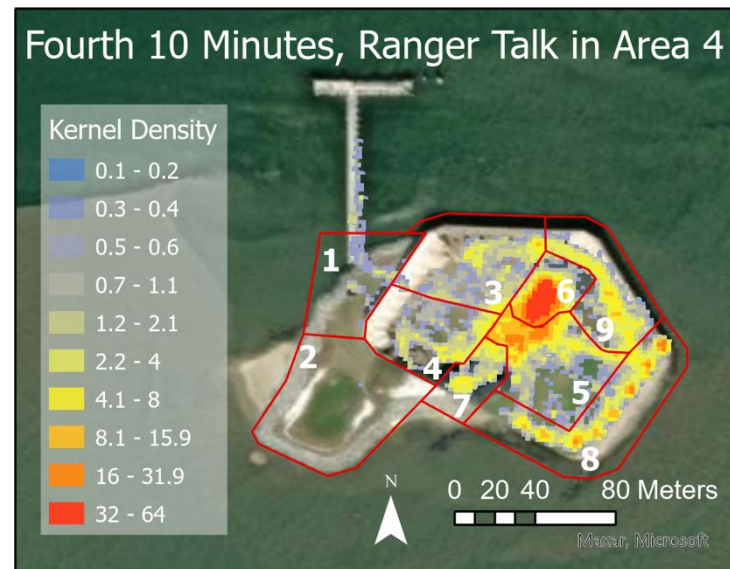 Fourth 10 Minutes, Ranger Talk in Area 4
Kernel Density
0.1 - 0.2
0.3 - 0.4
0.5 - 0.6
0.7 - 1.1
1.2 - 2.1
2.2 - 4
4.1 - 8
8.1 - 15.9
16 - 31.9
32 - 64
1
2
3
6
9
4
5
7
8
N
0 20 40 80 Meters
Maxar, Microsoft